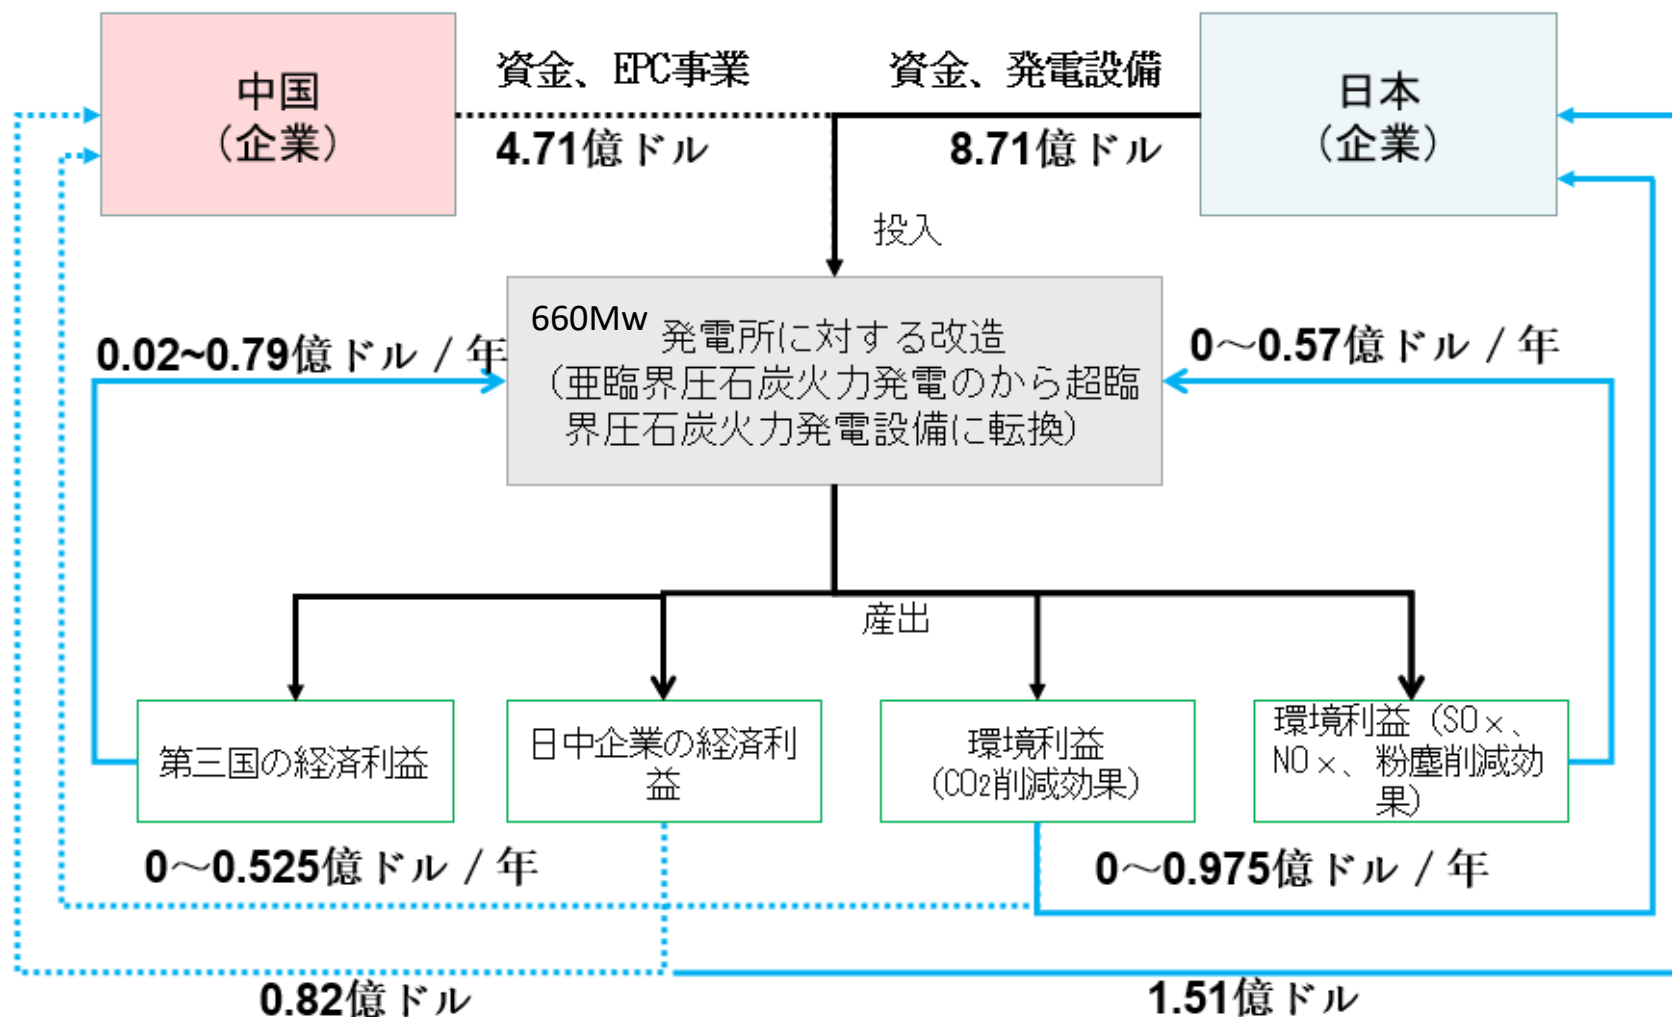 中国
（企業）
資金、EPC事業
4.71億ドル
資金、発電設備
8.71億ドル
日本
（企業）
投入
660Mw
発電所に対する改造
（亜臨界圧石炭火力発電のから超臨
界圧石炭火力発電設備に転換）
0.02~0.79億ドル / 年
0～0.57億ドル / 年
産出
第三国の経済利益
日中企業の経済利
益
環境利益
（CO2削減効果）
環境利益（SO×、
NO×、粉塵削減効
果）
0～0.525億ドル / 年
0～0.975億ドル / 年
0.82億ドル
1.51億ドル